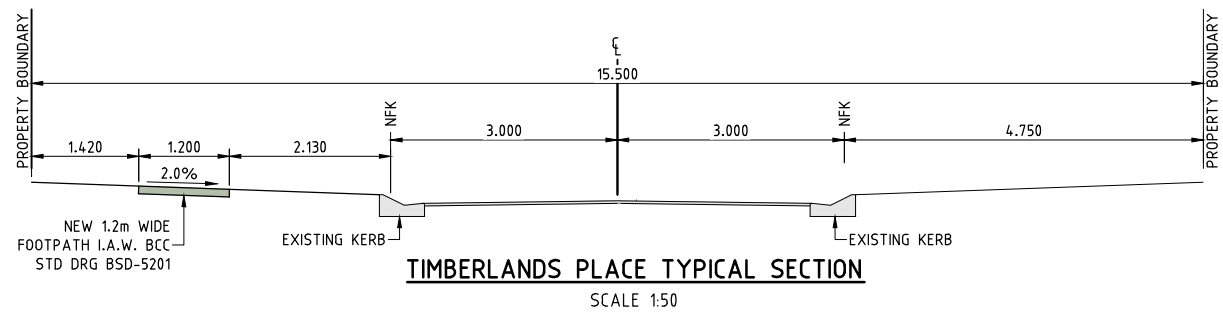 PROPERTY BOUNDARY
℄
PROPERTY BOUNDARY
15.500
NFK
NFK
3.000
3.000
4.750
1.420
1.200
2.130
2.0%
NEW 1.2m WIDE
FOOTPATH I.A.W. BCC
STD DRG BSD-5201
EXISTING KERB
EXISTING KERB
TIMBERLANDS PLACE TYPICAL SECTION
SCALE 1:50